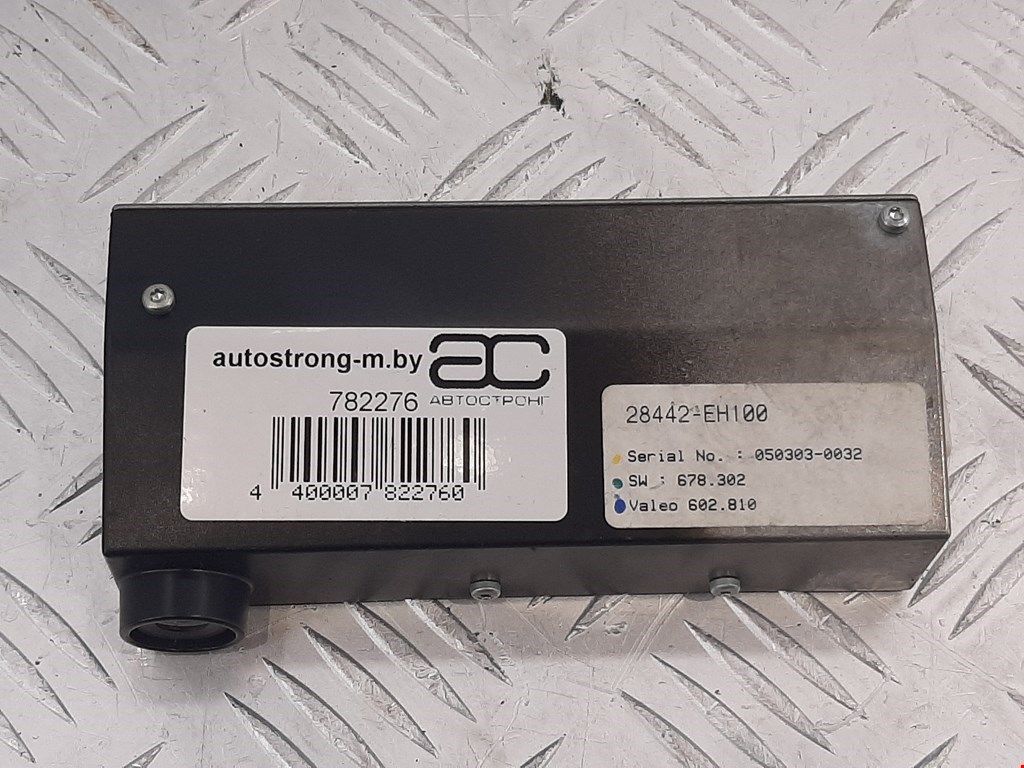 autostrong-m.by ac
782276 АВТОСТРОНГ
4 400007 822760
28442-EH100
Serial No. : 050303-0032
SW : 678.302
Valeo 602.810